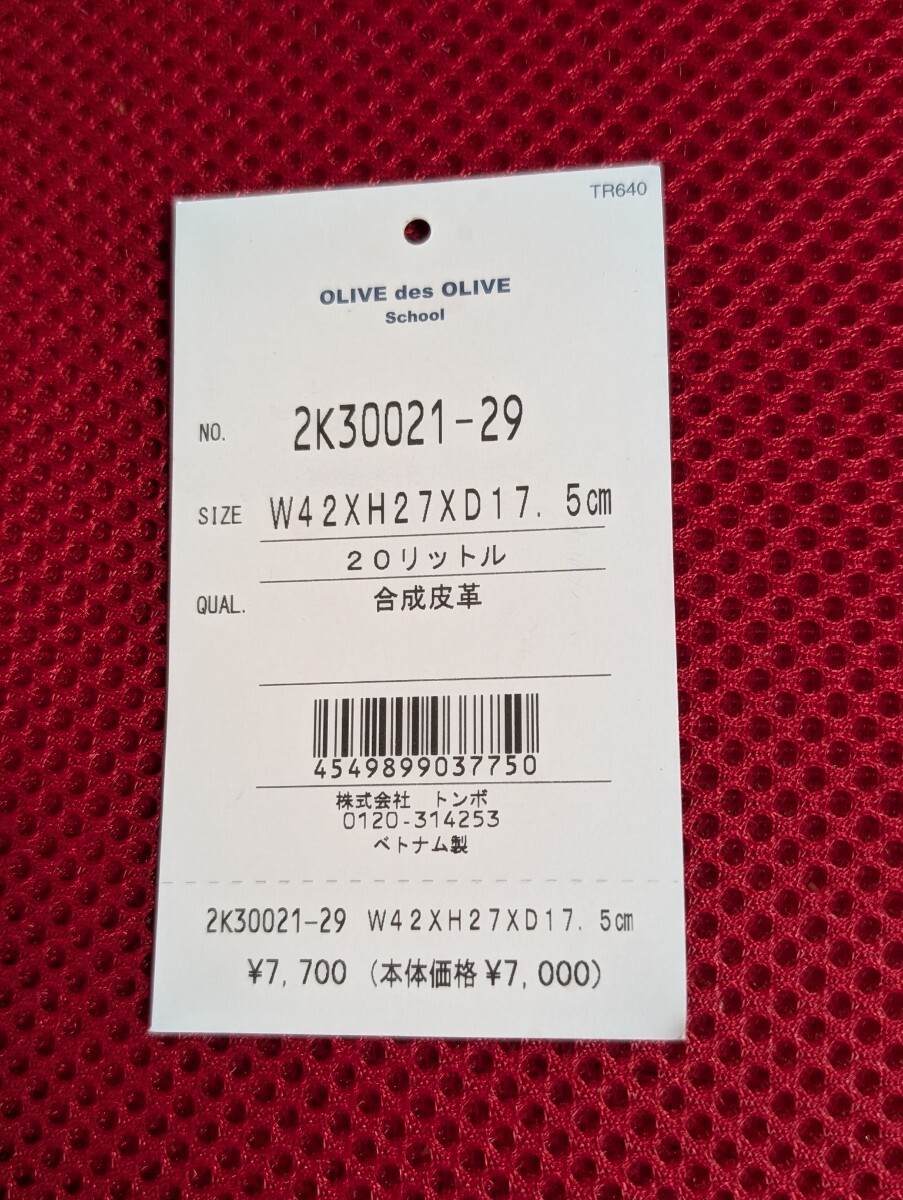 TR640
OLIVE des OLIVE
School
NO. 2K30021-29
SIZE W42XH27XD17.5cm
20リットル
QUAL. 合成皮革
4549899037750
株式会社 トンボ
0120-314253
ベトナム製
2K30021-29 W42XH27XD17.5cm
¥7,700 (本体価格¥7,000)